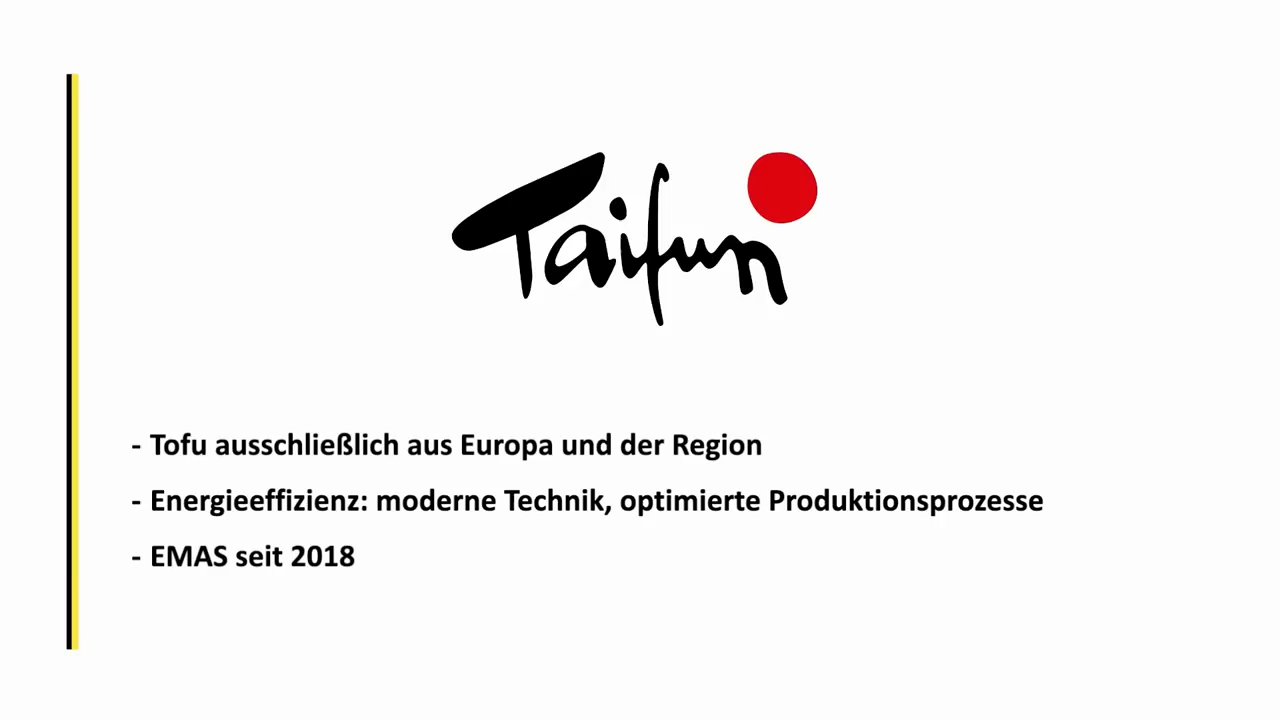 Taifun
- Tofu ausschließlich aus Europa und der Region
- Energieeffizienz: moderne Technik, optimierte Produktionsprozesse
- EMAS seit 2018